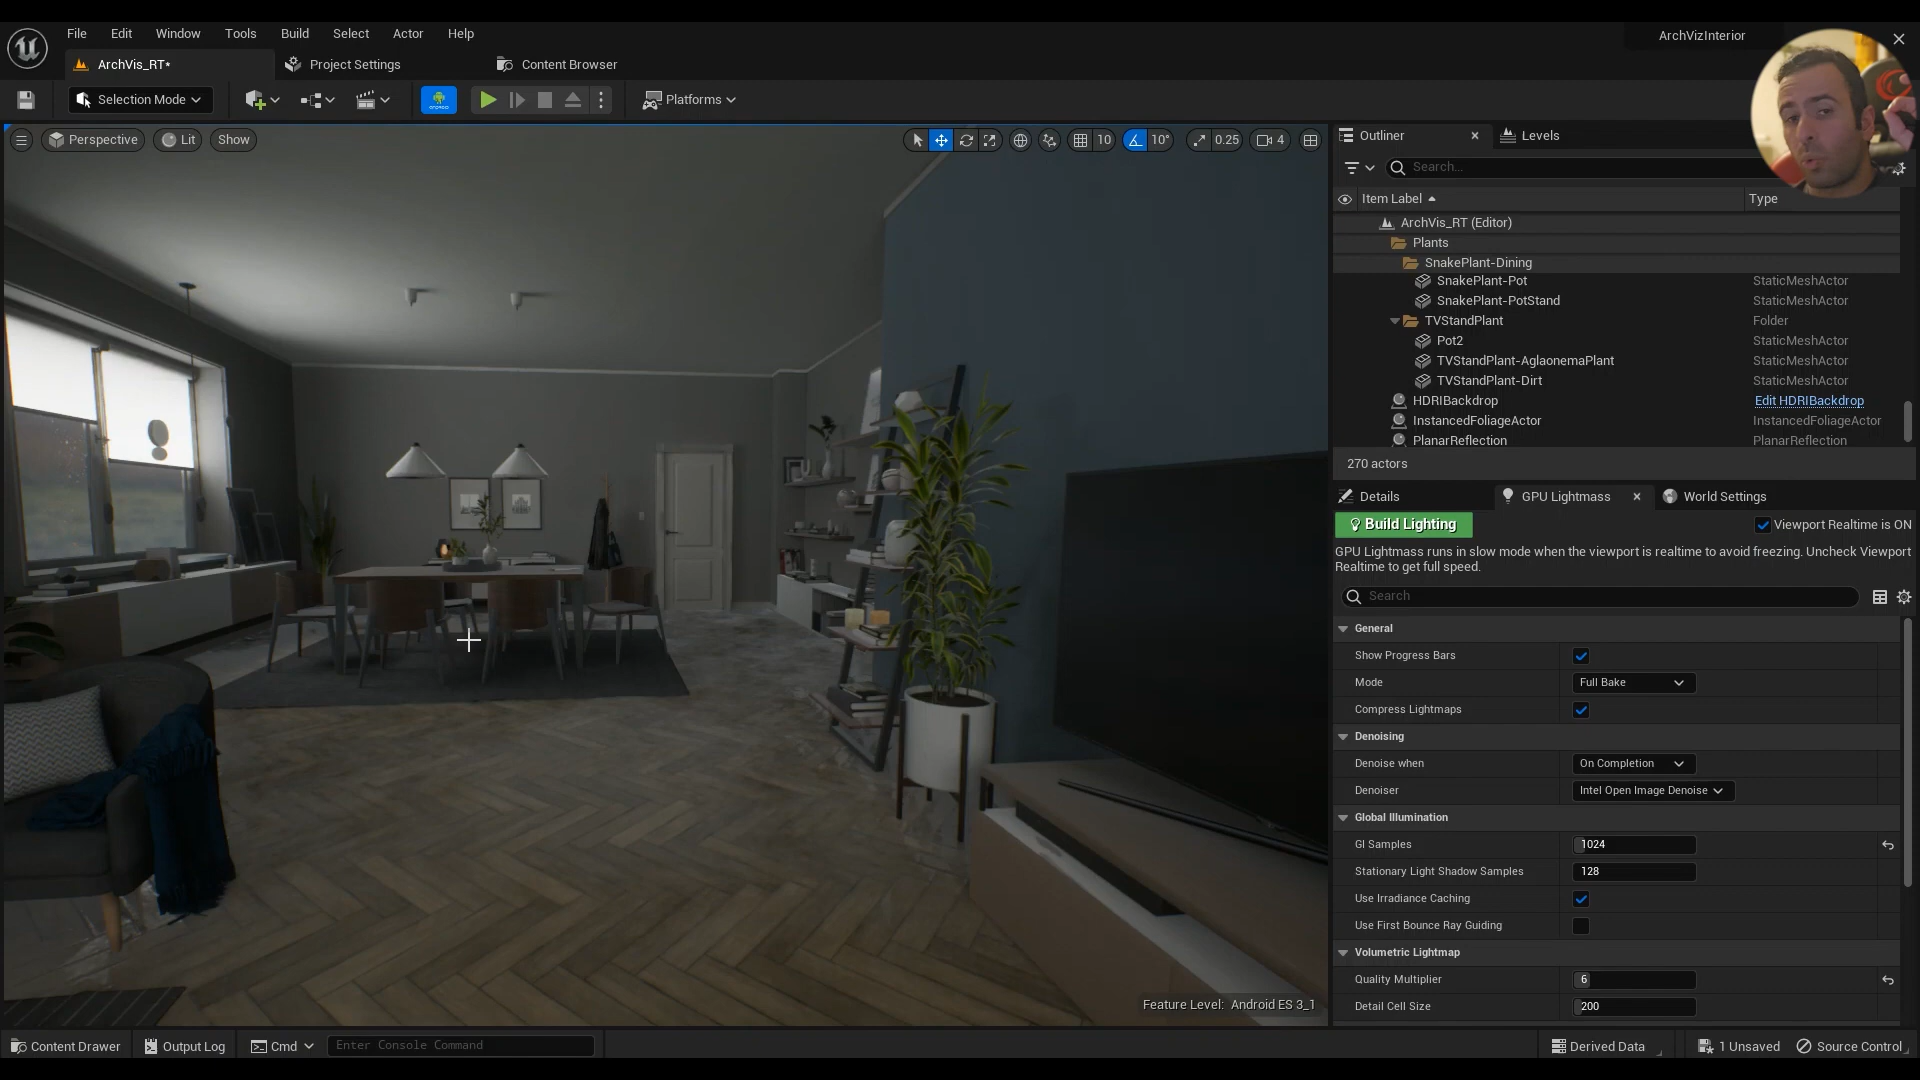 File Edit Window Tools Build Select Actor Help
ArchVizInterior
ArchVis_RT*
Project Settings
Content Browser
Selection Mode
Platforms
Perspective
Lit
Show
10
10°
0.25
4
Outliner
Levels
Search...
Item Label
Type
ArchVis_RT (Editor)
Plants
SnakePlant-Dining
SnakePlant-Pot StaticMeshActor
SnakePlant-PotStand StaticMeshActor
TVStandPlant Folder
Pot2 StaticMeshActor
TVStandPlant-AglaonemaPlant StaticMeshActor
TVStandPlant-Dirt StaticMeshActor
HDRIBackdrop Edit HDRIBackdrop
InstancedFoliageActor InstancedFoliageActor
PlanarReflection PlanarReflection
270 actors
Details
GPU Lightmass
World Settings
Build Lighting
Viewport Realtime is ON
GPU Lightmass runs in slow mode when the viewport is realtime to avoid freezing. Uncheck Viewport
Realtime to get full speed.
Search
General
Show Progress Bars
Mode Full Bake
Compress Lightmaps
Denoising
Denoise when On Completion
Denoiser Intel Open Image Denoise
Global Illumination
GI Samples 1024
Stationary Light Shadow Samples 128
Use Irradiance Caching
Use First Bounce Ray Guiding
Volumetric Lightmap
Quality Multiplier 6
Detail Cell Size 200
Feature Level: Android ES 3_1
Content Drawer
Output Log
Cmd
Enter Console Command
Derived Data
1 Unsaved
Source Control